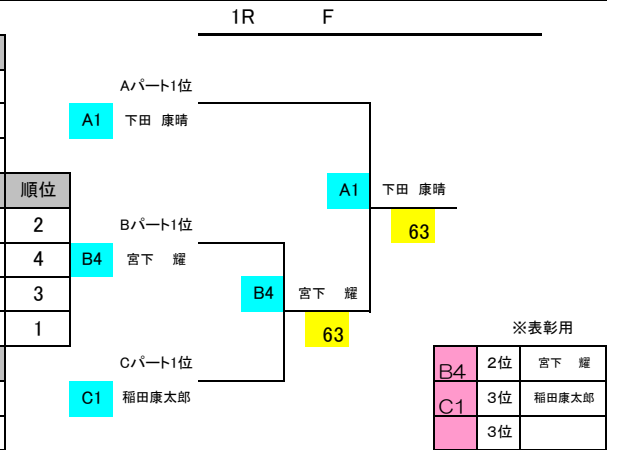 1R F
Aパート1位
A1 下田 康晴
A1 下田 康晴
順位
2
Bパート1位
63
4
B4 宮下 耀
3
B4 宮下 耀
1
63
※表彰用
Cパート1位
B4 2位 宮下 耀
C1 稲田康太郎
C1 3位 稲田康太郎
3位